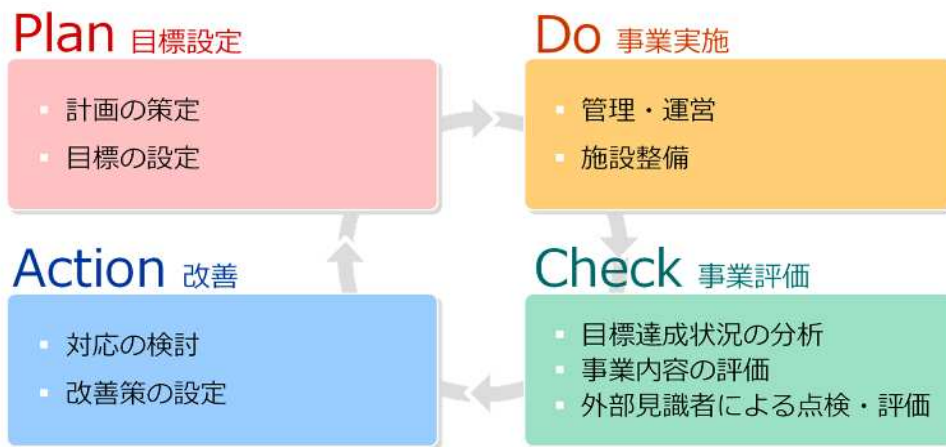 Plan 目標設定
計画の策定
目標の設定
Do 事業実施
管理・運営
施設整備
Check 事業評価
目標達成状況の分析
事業内容の評価
外部見識者による点検・評価
Action 改善
対応の検討
改善策の設定